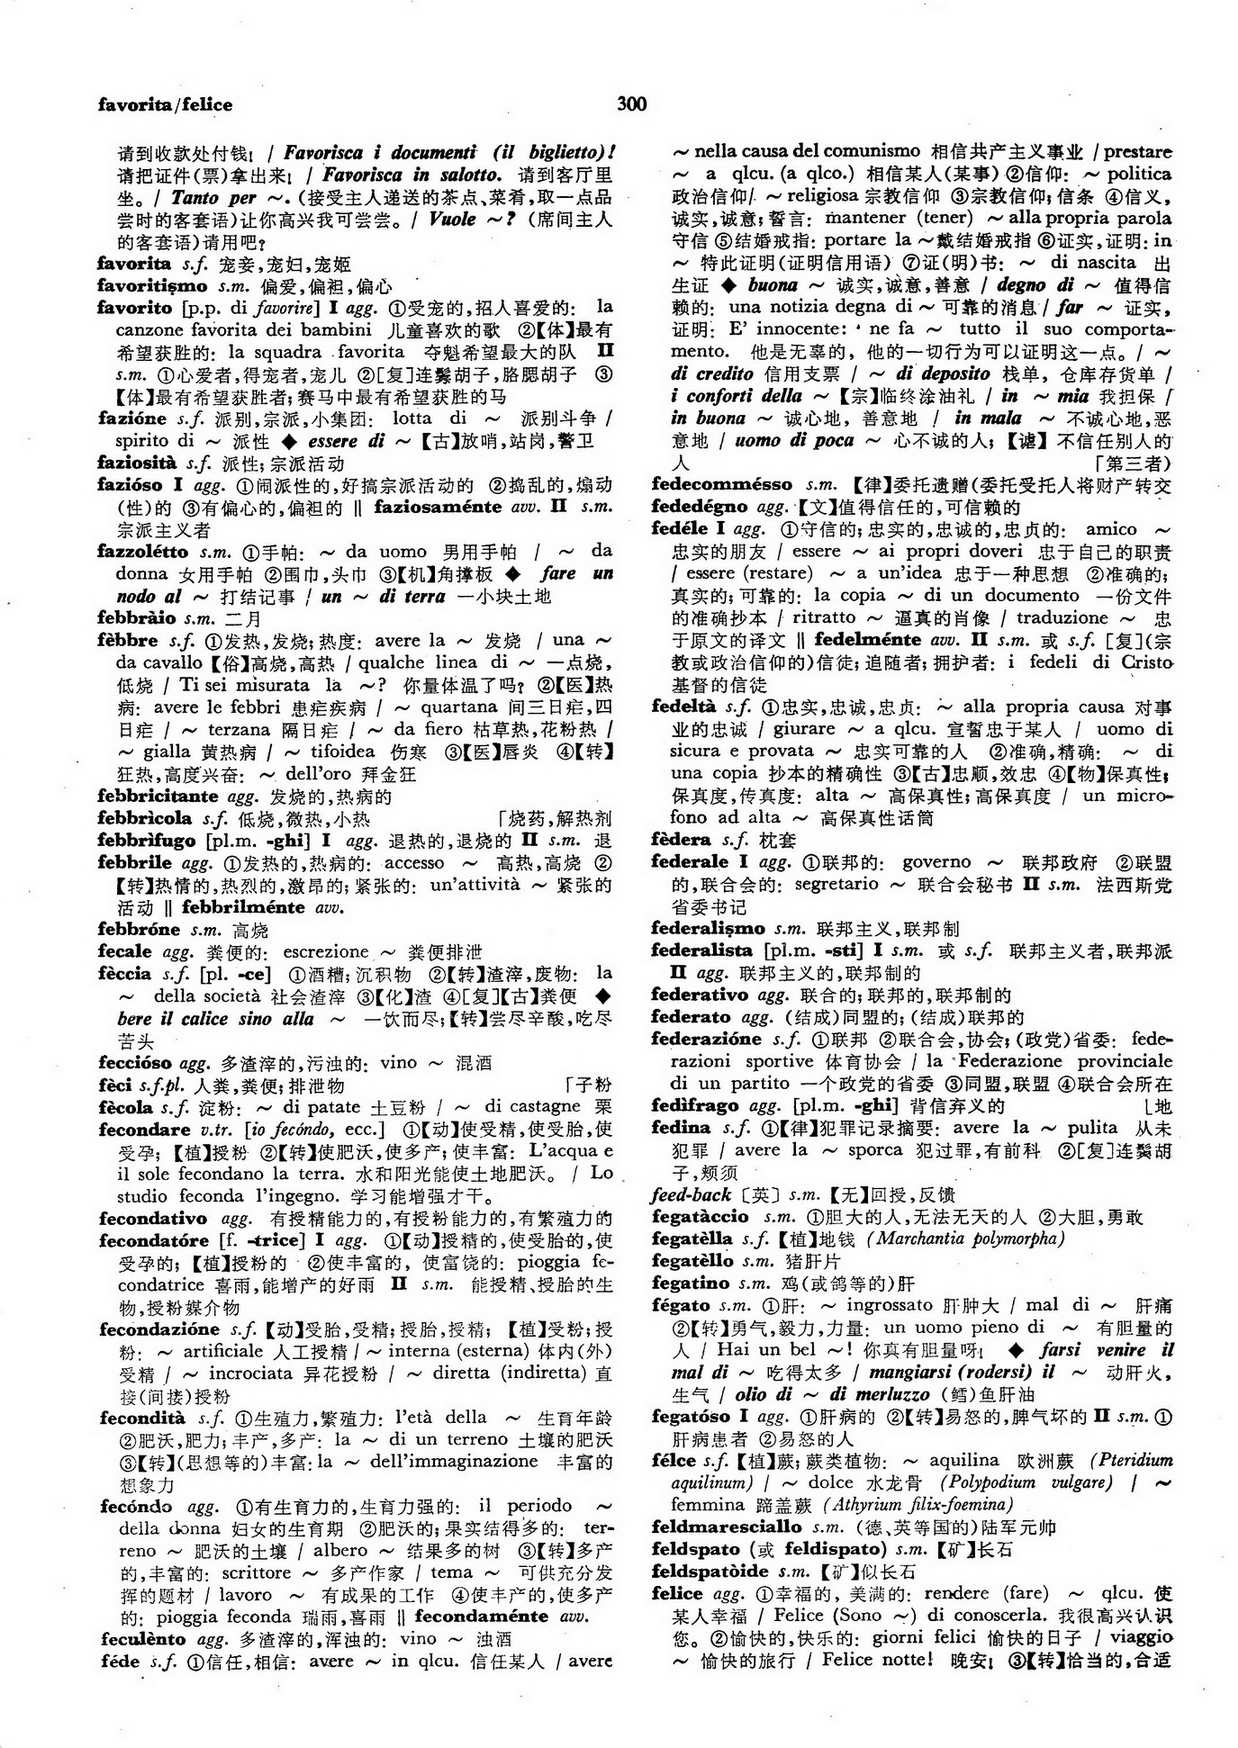 favorita/felice
300
请到收款处付钱! / Favorisca i documenti (il biglietto)!
请把证件(票)拿出来! / Favorisca in salotto. 请到客厅里
坐。/ Tanto per ~. (接受主人递送的茶点、菜肴,取一点品
尝时的客套语)让你高兴我可尝尝。/ Vuole ~? (席间主人
的客套语)请用吧?
favorita s.f. 宠妾,宠妇,宠姬
favoritişmo s.m. 偏爱,偏袒,偏心
favorito [p.p. di favorire] I agg. ①受宠的,招人喜爱的: la
canzone favorita dei bambini 儿童喜欢的歌 ②【体】最有
希望获胜的: la squadra favorita 夺魁希望最大的队 II
s.m. ①心爱者,得宠者,宠儿 ②[复]连鬓胡子,胳腮胡子 ③
【体】最有希望获胜者;赛马中最有希望获胜的马
fazióne s.f. 派别,宗派,小集团: lotta di ~ 派别斗争 /
spirito di ~ 派性 ◆ essere di ~【古】放哨,站岗,警卫
faziosità s.f. 派性;宗派活动
fazióso I agg. ①闹派性的,好搞宗派活动的 ②捣乱的,煽动
(性)的 ③有偏心的,偏袒的 ‖ faziosaménte avv. II s.m.
宗派主义者
fazzolétto s.m. ①手帕: ~ da uomo 男用手帕 / ~ da
donna 女用手帕 ②围巾,头巾 ③【机】角撑板 ◆ fare un
nodo al ~ 打结记事 / un ~ di terra 一小块土地
febbràio s.m. 二月
fèbbre s.f. ①发热,发烧;热度: avere la ~ 发烧 / una ~
da cavallo【俗】高烧,高热 / qualche linea di ~ 一点烧,
低烧 / Ti sei misurata la ~? 你量体温了吗? ②【医】热
病: avere le febbri 患疟疾病 / ~ quartana 间三日疟,四
日疟 / ~ terzana 隔日疟 / ~ da fiero 枯草热,花粉热 /
~ gialla 黄热病 / ~ tifoidea 伤寒 ③【医】唇炎 ④【转】
狂热,高度兴奋: ~ dell'oro 拜金狂
febbricitante agg. 发烧的,热病的
febbrìcola s.f. 低烧,微热,小热 「烧药,解热剂
febbrìfugo [pl.m. -ghi] I agg. 退热的,退烧的 II s.m. 退
febbrile agg. ①发热的,热病的: accesso ~ 高热,高烧 ②
【转】热情的,热烈的,激昂的;紧张的: un'attività ~ 紧张的
活动 ‖ febbrilménte avv.
febbróne s.m. 高烧
fecale agg. 粪便的: escrezione ~ 粪便排泄
fèccia s.f. [pl. -ce] ①酒糟;沉积物 ②【转】渣滓,废物: la
~ della società 社会渣滓 ③【化】渣 ④[复]【古】粪便 ◆
bere il calice sino alla ~ 一饮而尽;【转】尝尽辛酸,吃尽
苦头
feccióso agg. 多渣滓的,污浊的: vino ~ 混酒
fèci s.f.pl. 人粪,粪便;排泄物 「子粉
fècola s.f. 淀粉: ~ di patate 土豆粉 / ~ di castagne 栗
fecondare v.tr. [io fecóndo, ecc.] ①【动】使受精,使受胎,使
受孕;【植】授粉 ②【转】使肥沃,使多产;使丰富: L'acqua e
il sole fecondano la terra. 水和阳光能使土地肥沃。 / Lo
studio feconda l'ingegno. 学习能增强才干。
fecondativo agg. 有授精能力的,有授粉能力的,有繁殖力的
fecondatóre [f. -trice] I agg. ①【动】授精的,使受胎的,使
受孕的;【植】授粉的 ②使丰富的, 使富饶的: pioggia fe-
condatrice 喜雨,能增产的好雨 II s.m. 能授精、授胎的生
物,授粉媒介物
fecondazióne s.f.【动】受胎,受精;授胎,授精;【植】受粉;授
粉: ~ artificiale 人工授精 / ~ interna (esterna) 体内(外)
受精 / ~ incrociata 异花授粉 / ~ diretta (indiretta) 直
接(间接)授粉
fecondità s.f. ①生殖力,繁殖力: l'età della ~ 生育年龄
②肥沃,肥力;丰产,多产: la ~ di un terreno 土壤的肥沃
③【转】(思想等的)丰富: la ~ dell'immaginazione 丰富的
想象力
fecóndo agg. ①有生育力的,生育力强的: il periodo ~
della donna 妇女的生育期 ②肥沃的;果实结得多的: ter-
reno ~ 肥沃的土壤 / albero ~ 结果多的树 ③【转】多产
的,丰富的: scrittore ~ 多产作家 / tema ~ 可供充分发
挥的题材 / lavoro ~ 有成果的工作 ④使丰产的,使多产
的: pioggia feconda 瑞雨,喜雨 ‖ fecondaménte avv.
feculènto agg. 多渣滓的,浑浊的: vino ~ 浊酒
féde s.f. ①信任,相信: avere ~ in qlcu. 信任某人 / avere
~ nella causa del comunismo 相信共产主义事业 / prestare
~ a qlcu. (a qlco.) 相信某人(某事) ②信仰: ~ politica
政治信仰/ ~ religiosa 宗教信仰 ③宗教信仰;信条 ④信义,
诚实,诚意;誓言: mantener (tener) ~ alla propria parola
守信 ⑤结婚戒指: portare la ~戴结婚戒指 ⑥证实,证明: in
~ 特此证明(证明信用语) ⑦证(明)书: ~ di nascita 出
生证 ◆ buona ~ 诚实,诚意,善意 / degno di ~ 值得信
赖的: una notizia degna di ~ 可靠的消息 / far ~ 证实,
证明: E' innocente: ne fa ~ tutto il suo comporta-
mento. 他是无辜的, 他的一切行为可以证明这一点。/ ~
di credito 信用支票 / ~ di deposito 栈单, 仓库存货单 /
i conforti della ~【宗】临终涂油礼 / in ~ mia 我担保 /
in buona ~ 诚心地, 善意地 / in mala ~ 不诚心地,恶
意地 / uomo di poca ~ 心不诚的人;【谑】不信任别人的
人 「第三者)
fedecommésso s.m. 【律】委托遗赠(委托受托人将财产转交
fededégno agg.【文】值得信任的,可信赖的
fedéle I agg. ①守信的;忠实的,忠诚的,忠贞的: amico ~
忠实的朋友 / essere ~ ai propri doveri 忠于自己的职责
/ essere (restare) ~ a un'idea 忠于一种思想 ②准确的;
真实的;可靠的: la copia ~ di un documento 一份文件
的准确抄本 / ritratto ~ 逼真的肖像 / traduzione ~ 忠
于原文的译文 ‖ fedelménte avv. II s.m. 或 s.f. [复](宗
教或政治信仰的)信徒;追随者;拥护者: i fedeli di Cristo
基督的信徒
fedeltà s.f. ①忠实,忠诚,忠贞: ~ alla propria causa 对事
业的忠诚 / giurare ~ a qlcu. 宣誓忠于某人 / uomo di
sicura e provata ~ 忠实可靠的人 ②准确,精确: ~ di
una copia 抄本的精确性 ③【古】忠顺,效忠 ④【物】保真性;
保真度,传真度: alta ~ 高保真性;高保真度 / un micro-
fono ad alta ~ 高保真性话筒
fèdera s.f. 枕套
federale I agg. ①联邦的: governo ~ 联邦政府 ②联盟
的,联合会的: segretario ~ 联合会秘书 II s.m. 法西斯党
省委书记
federalişmo s.m. 联邦主义,联邦制
federalista [pl.m. -sti] I s.m. 或 s.f. 联邦主义者,联邦派
II agg. 联邦主义的,联邦制的
federativo agg. 联合的;联邦的,联邦制的
federato agg. (结成)同盟的;(结成)联邦的
federazióne s.f. ①联邦 ②联合会,协会;(政党)省委: fede-
razioni sportive 体育协会 / la Federazione provinciale
di un partito 一个政党的省委 ③同盟,联盟 ④联合会所在
fedìfrago agg. [pl.m. -ghi] 背信弃义的 ⌊地
fedina s.f. ①【律】犯罪记录摘要: avere la ~ pulita 从未
犯罪 / avere la ~ sporca 犯过罪,有前科 ②[复]连鬓胡
子,颊须
feed-back〔英〕s.m.【无】回授,反馈
fegatàccio s.m. ①胆大的人,无法无天的人 ②大胆,勇敢
fegatèlla s.f.【植】地钱 (Marchantia polymorpha)
fegatèllo s.m. 猪肝片
fegatino s.m. 鸡(或鸽等的)肝
fégato s.m. ①肝: ~ ingrossato 肝肿大 / mal di ~ 肝痛
②【转】勇气,毅力,力量: un uomo pieno di ~ 有胆量的
人 / Hai un bel ~! 你真有胆量呀! ◆ farsi venire il
mal di ~ 吃得太多 / mangiarsi (rodersi) il ~ 动肝火,
生气 / olio di ~ di merluzzo (鳕)鱼肝油
fegatóso I agg. ①肝病的 ②【转】易怒的,脾气坏的 II s.m. ①
肝病患者 ②易怒的人
félce s.f.【植】蕨;蕨类植物: ~ aquilina 欧洲蕨 (Pteridium
aquilinum) / ~ dolce 水龙骨 (Polypodium vulgare) / ~
femmina 蹄盖蕨 (Athyrium filix-foemina)
feldmaresciallo s.m. (德、英等国的)陆军元帅
feldspato (或 feldispato) s.m.【矿】长石
feldspatòide s.m.【矿】似长石
felice agg. ①幸福的, 美满的: rendere (fare) ~ qlcu. 使
某人幸福 / Felice (Sono ~) di conoscerla. 我很高兴认识
您。②愉快的,快乐的: giorni felici 愉快的日子 / viaggio
~ 愉快的旅行 / Felice notte! 晚安! ③【转】恰当的,合适